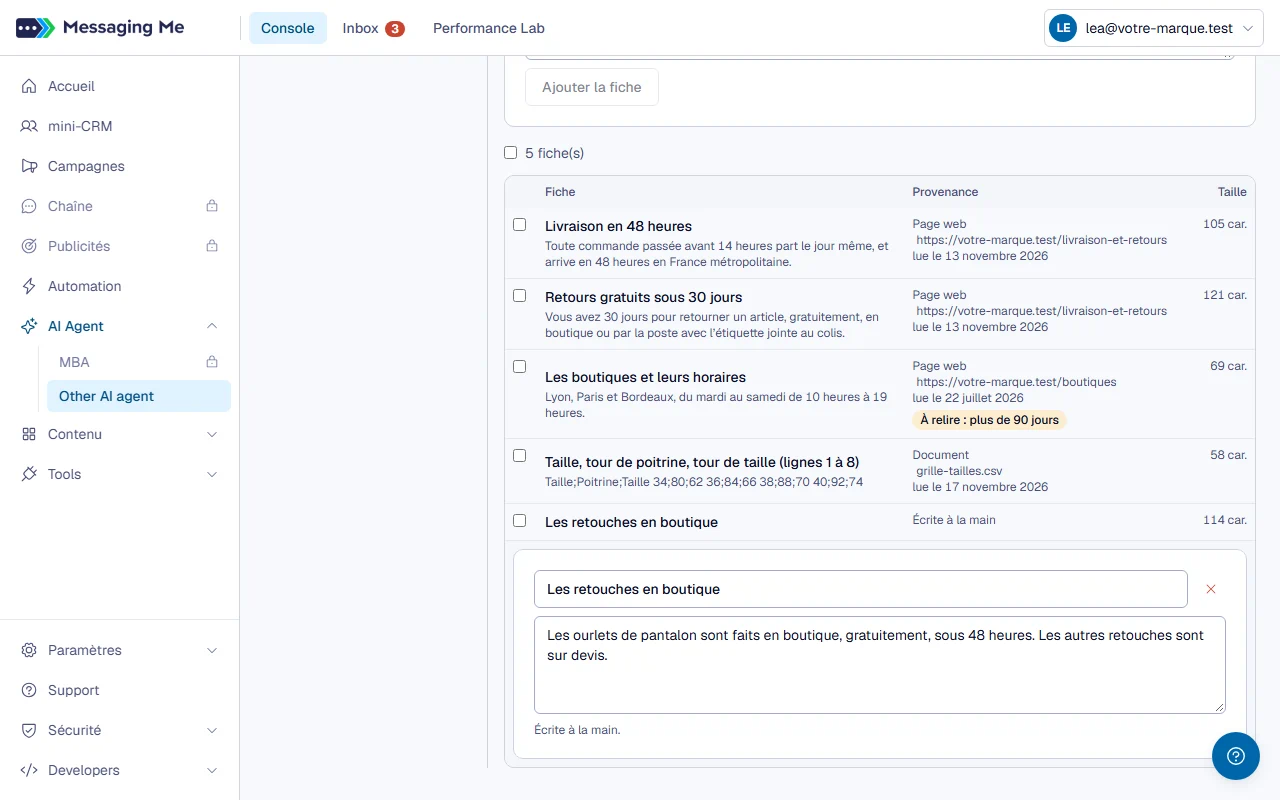 Messaging Me
Console
Inbox 3
Performance Lab
LE lea@votre-marque.test
Accueil
mini-CRM
Campagnes
Chaîne
Publicités
Automation
AI Agent
MBA
Other AI agent
Contenu
Tools
Paramètres
Support
Sécurité
Developers
Ajouter la fiche
5 fiche(s)
Fiche Provenance Taille
Livraison en 48 heures
Toute commande passée avant 14 heures part le jour même, et
arrive en 48 heures en France métropolitaine.
Page web
https://votre-marque.test/livraison-et-retours
lue le 13 novembre 2026
105 car.
Retours gratuits sous 30 jours
Vous avez 30 jours pour retourner un article, gratuitement, en
boutique ou par la poste avec l'étiquette jointe au colis.
Page web
https://votre-marque.test/livraison-et-retours
lue le 13 novembre 2026
121 car.
Les boutiques et leurs horaires
Lyon, Paris et Bordeaux, du mardi au samedi de 10 heures à 19
heures.
Page web
https://votre-marque.test/boutiques
lue le 22 juillet 2026
À relire : plus de 90 jours
69 car.
Taille, tour de poitrine, tour de taille (lignes 1 à 8)
Taille;Poitrine;Taille 34;80;62 36;84;66 38;88;70 40;92;74
Document
grille-tailles.csv
lue le 17 novembre 2026
58 car.
Les retouches en boutique
Écrite à la main
114 car.
Les retouches en boutique
Les ourlets de pantalon sont faits en boutique, gratuitement, sous 48 heures. Les autres retouches sont
sur devis.
Écrite à la main.